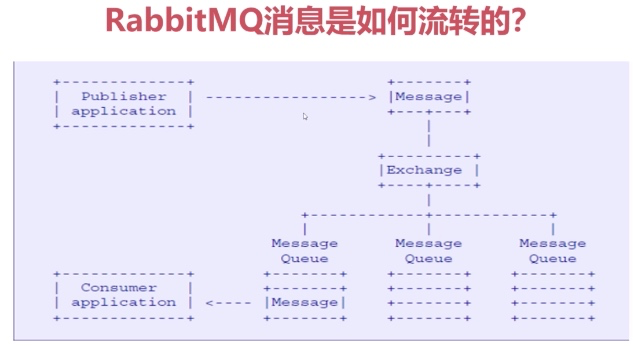 RabbitMQ消息是如何流转的?
Publisher
application
Message
Exchange
Message Queue
Message Queue
Message Queue
Consumer
application
Message